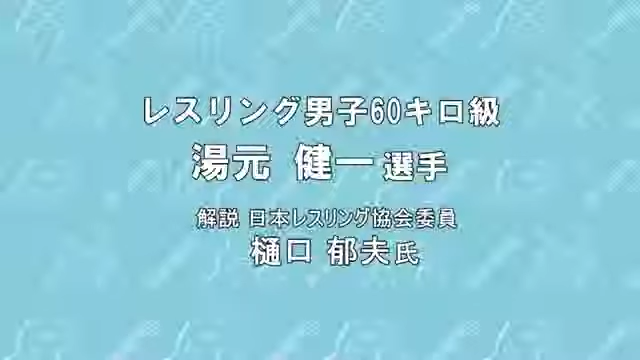 レスリング男子60キロ級
湯元 健一 選手
解説 日本レスリング協会委員
樋口 郁夫 氏